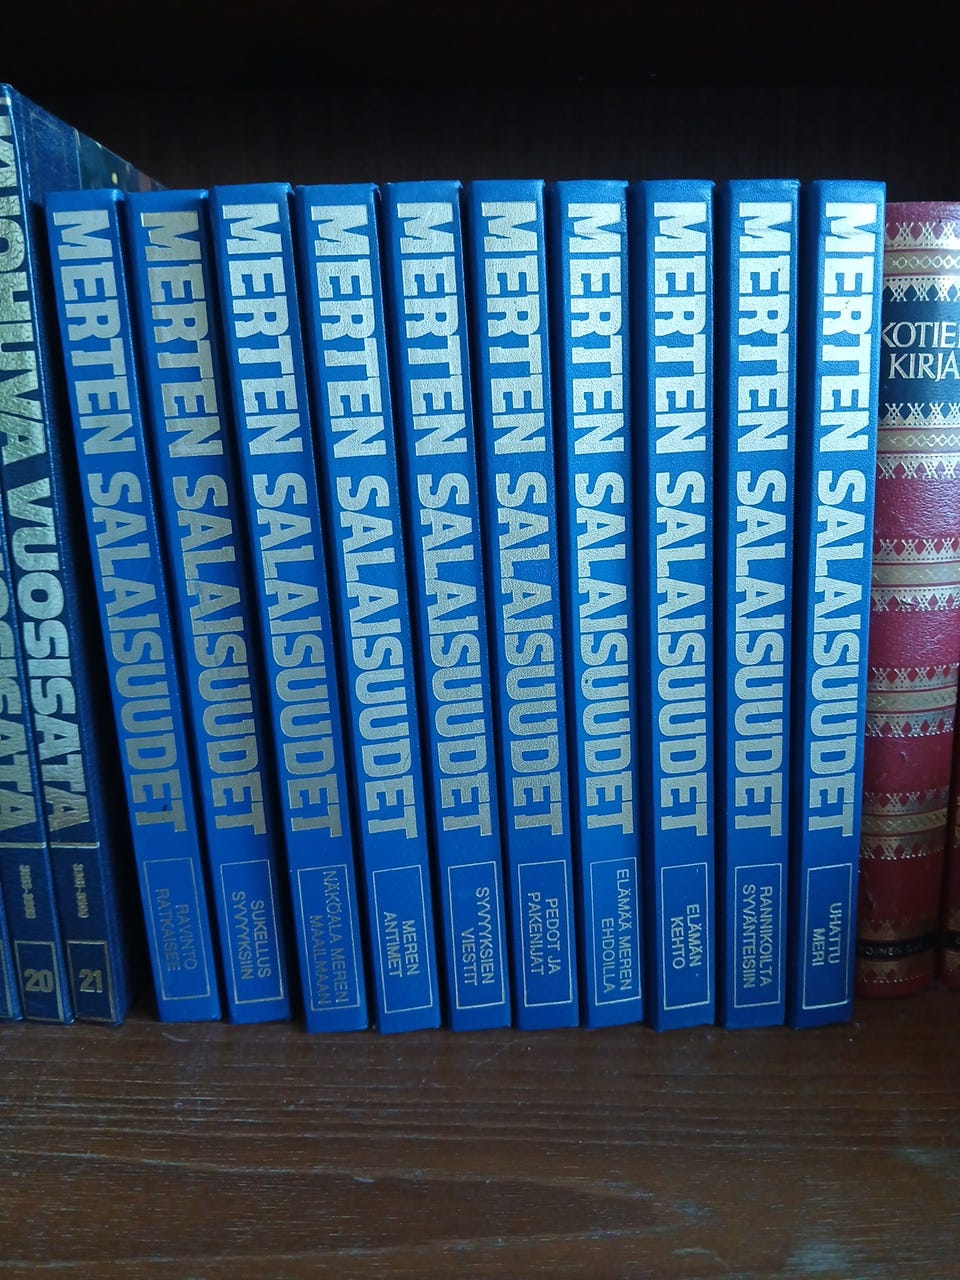 VUOSISATA
20
VUOSISATA
21
MERTEN SALAISUUDET
RAVINTO
RATKAISEE
MERTEN SALAISUUDET
SUKELLUS
SYVYYKSIIN
MERTEN SALAISUUDET
NÄKÖALA MEREN
MAAILMAAN
MERTEN SALAISUUDET
MEREN
ANTIMET
MERTEN SALAISUUDET
SYVYYKSIEN
VIESTIT
MERTEN SALAISUUDET
PEDOT JA
PAKENIJAT
MERTEN SALAISUUDET
ELÄMÄÄ MEREN
EHDOILLA
MERTEN SALAISUUDET
ELÄMÄN
KEHTO
MERTEN SALAISUUDET
RANNIKOILTA
SYVÄNTEISIIN
MERTEN SALAISUUDET
UHATTU
MERI
KOTIE
KIRJA